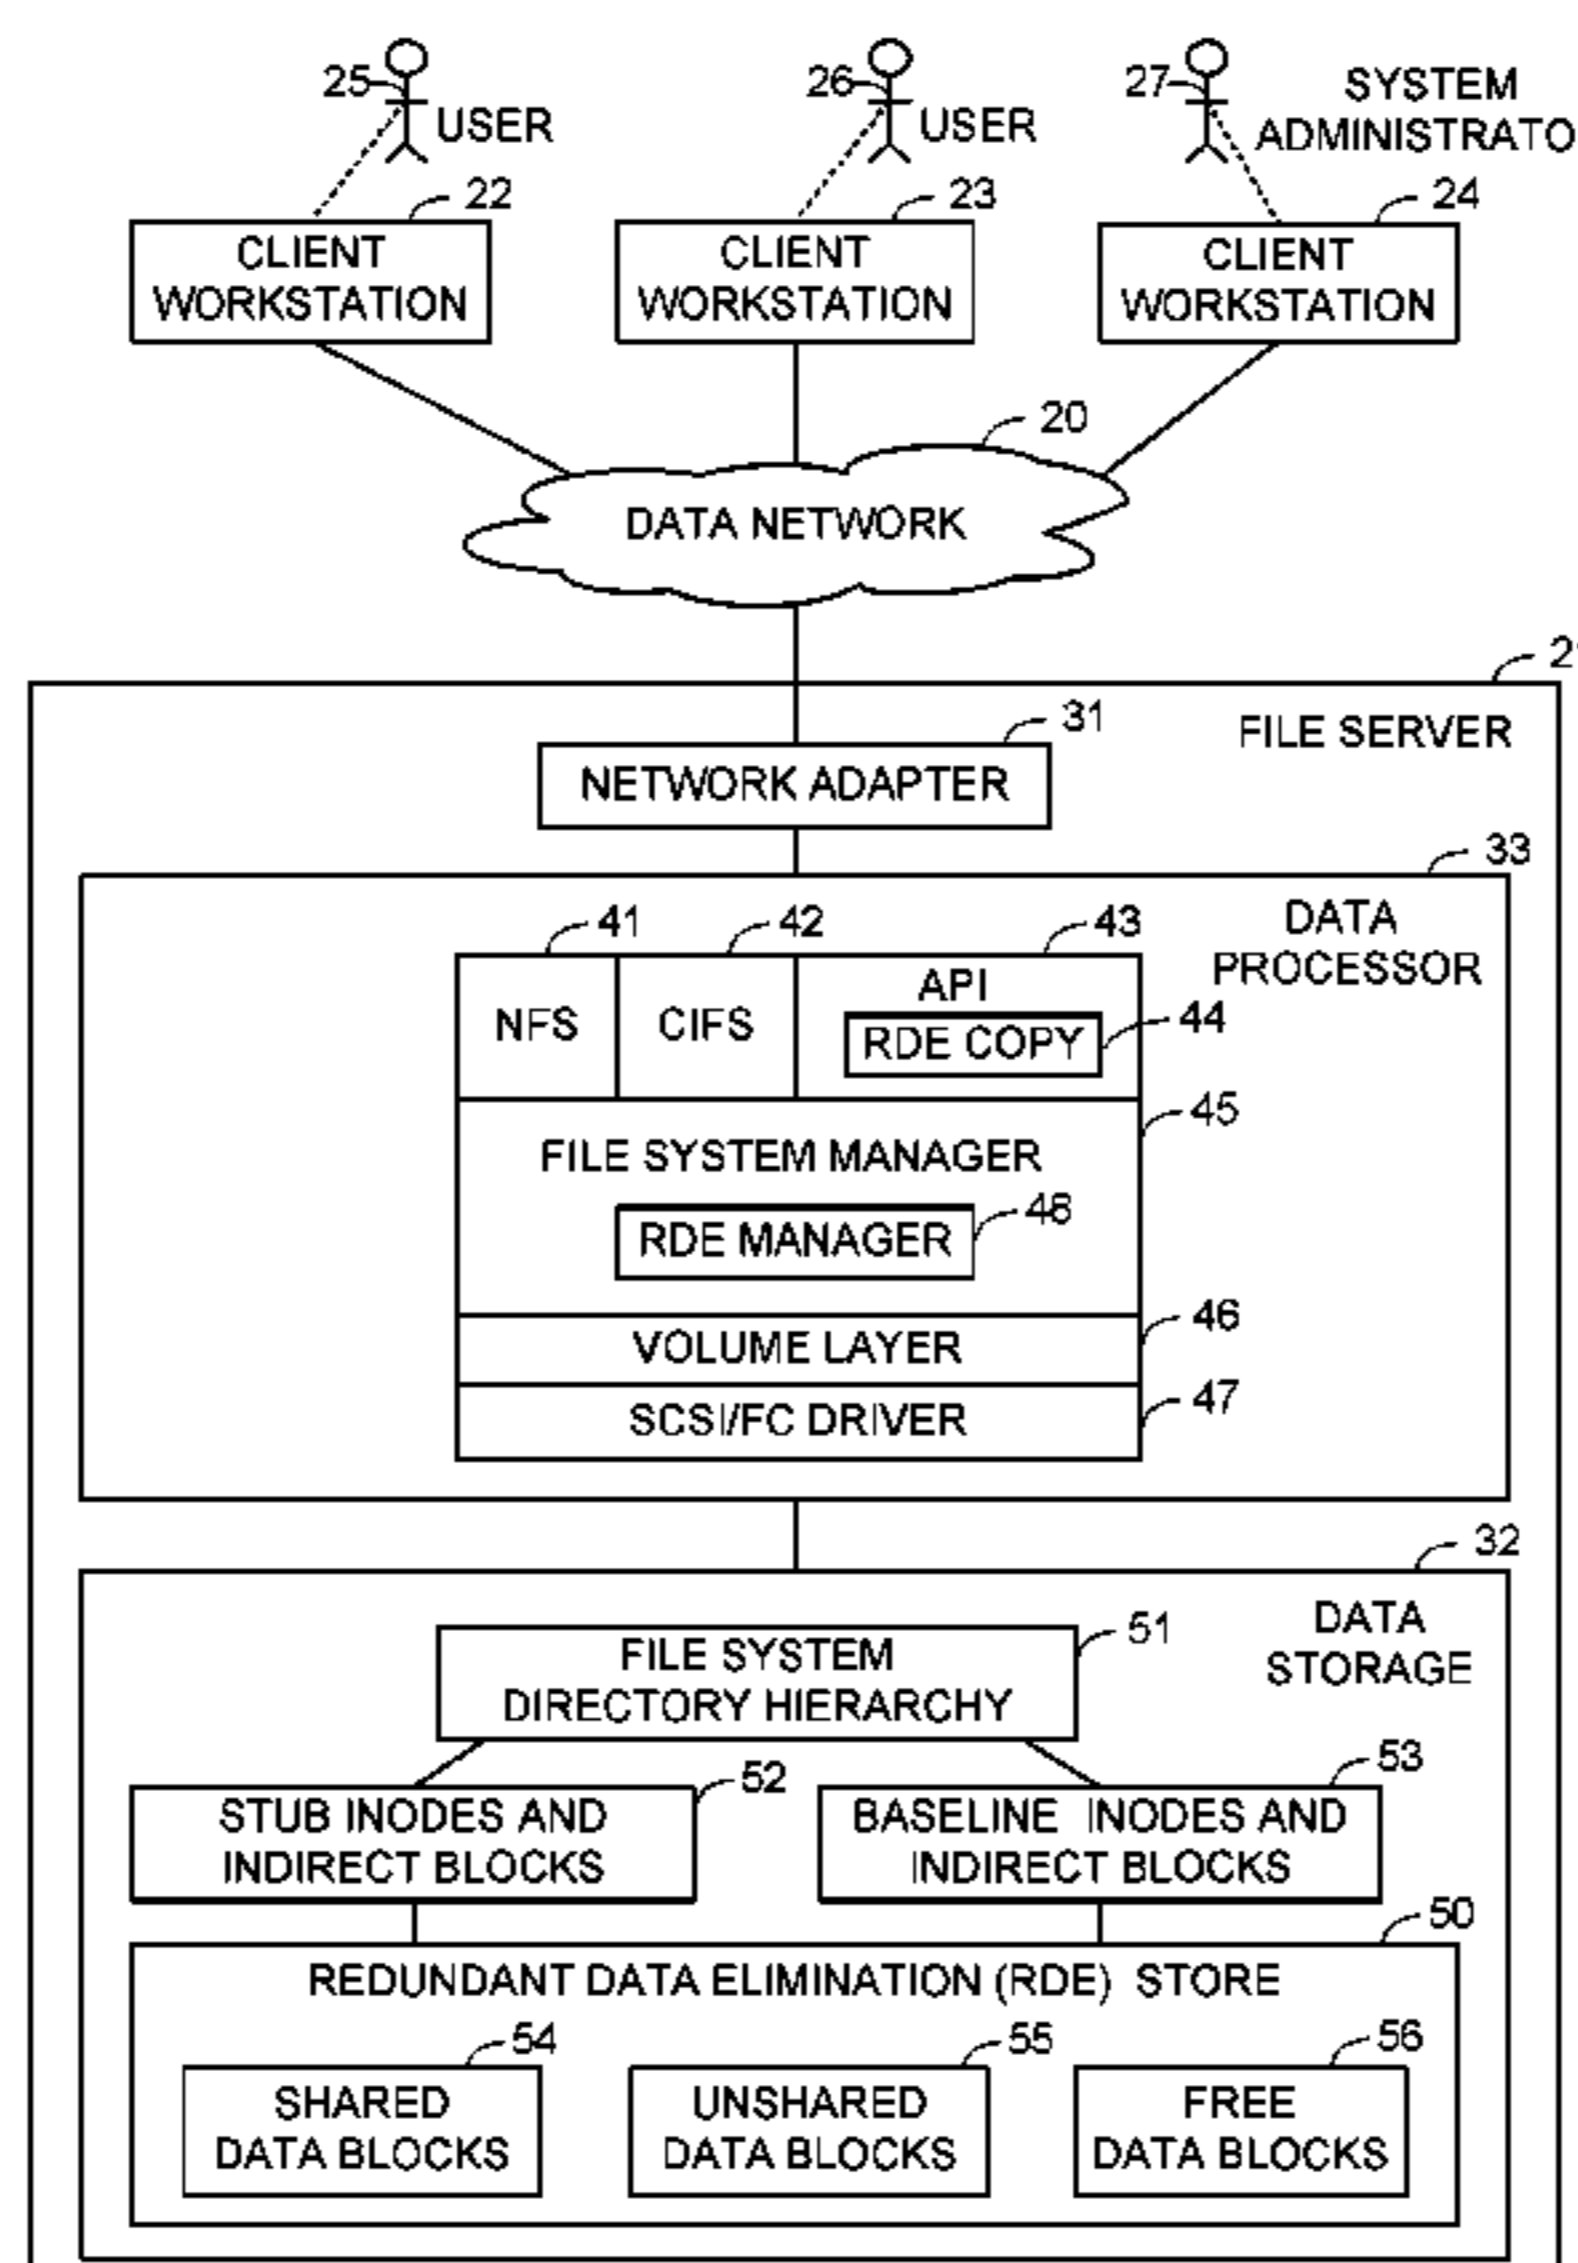 25
USER
26
USER
27
SYSTEM
ADMINISTRATO
22
CLIENT
WORKSTATION
23
CLIENT
WORKSTATION
24
CLIENT
WORKSTATION
20
DATA NETWORK
FILE SERVER
31
NETWORK ADAPTER
33
DATA
PROCESSOR
41
NFS
42
CIFS
43
API
RDE COPY
44
45
FILE SYSTEM MANAGER
48
RDE MANAGER
46
VOLUME LAYER
47
SCSI/FC DRIVER
32
DATA
STORAGE
51
FILE SYSTEM
DIRECTORY HIERARCHY
52
STUB INODES AND
INDIRECT BLOCKS
53
BASELINE INODES AND
INDIRECT BLOCKS
50
REDUNDANT DATA ELIMINATION (RDE) STORE
54
SHARED
DATA BLOCKS
55
UNSHARED
DATA BLOCKS
56
FREE
DATA BLOCKS